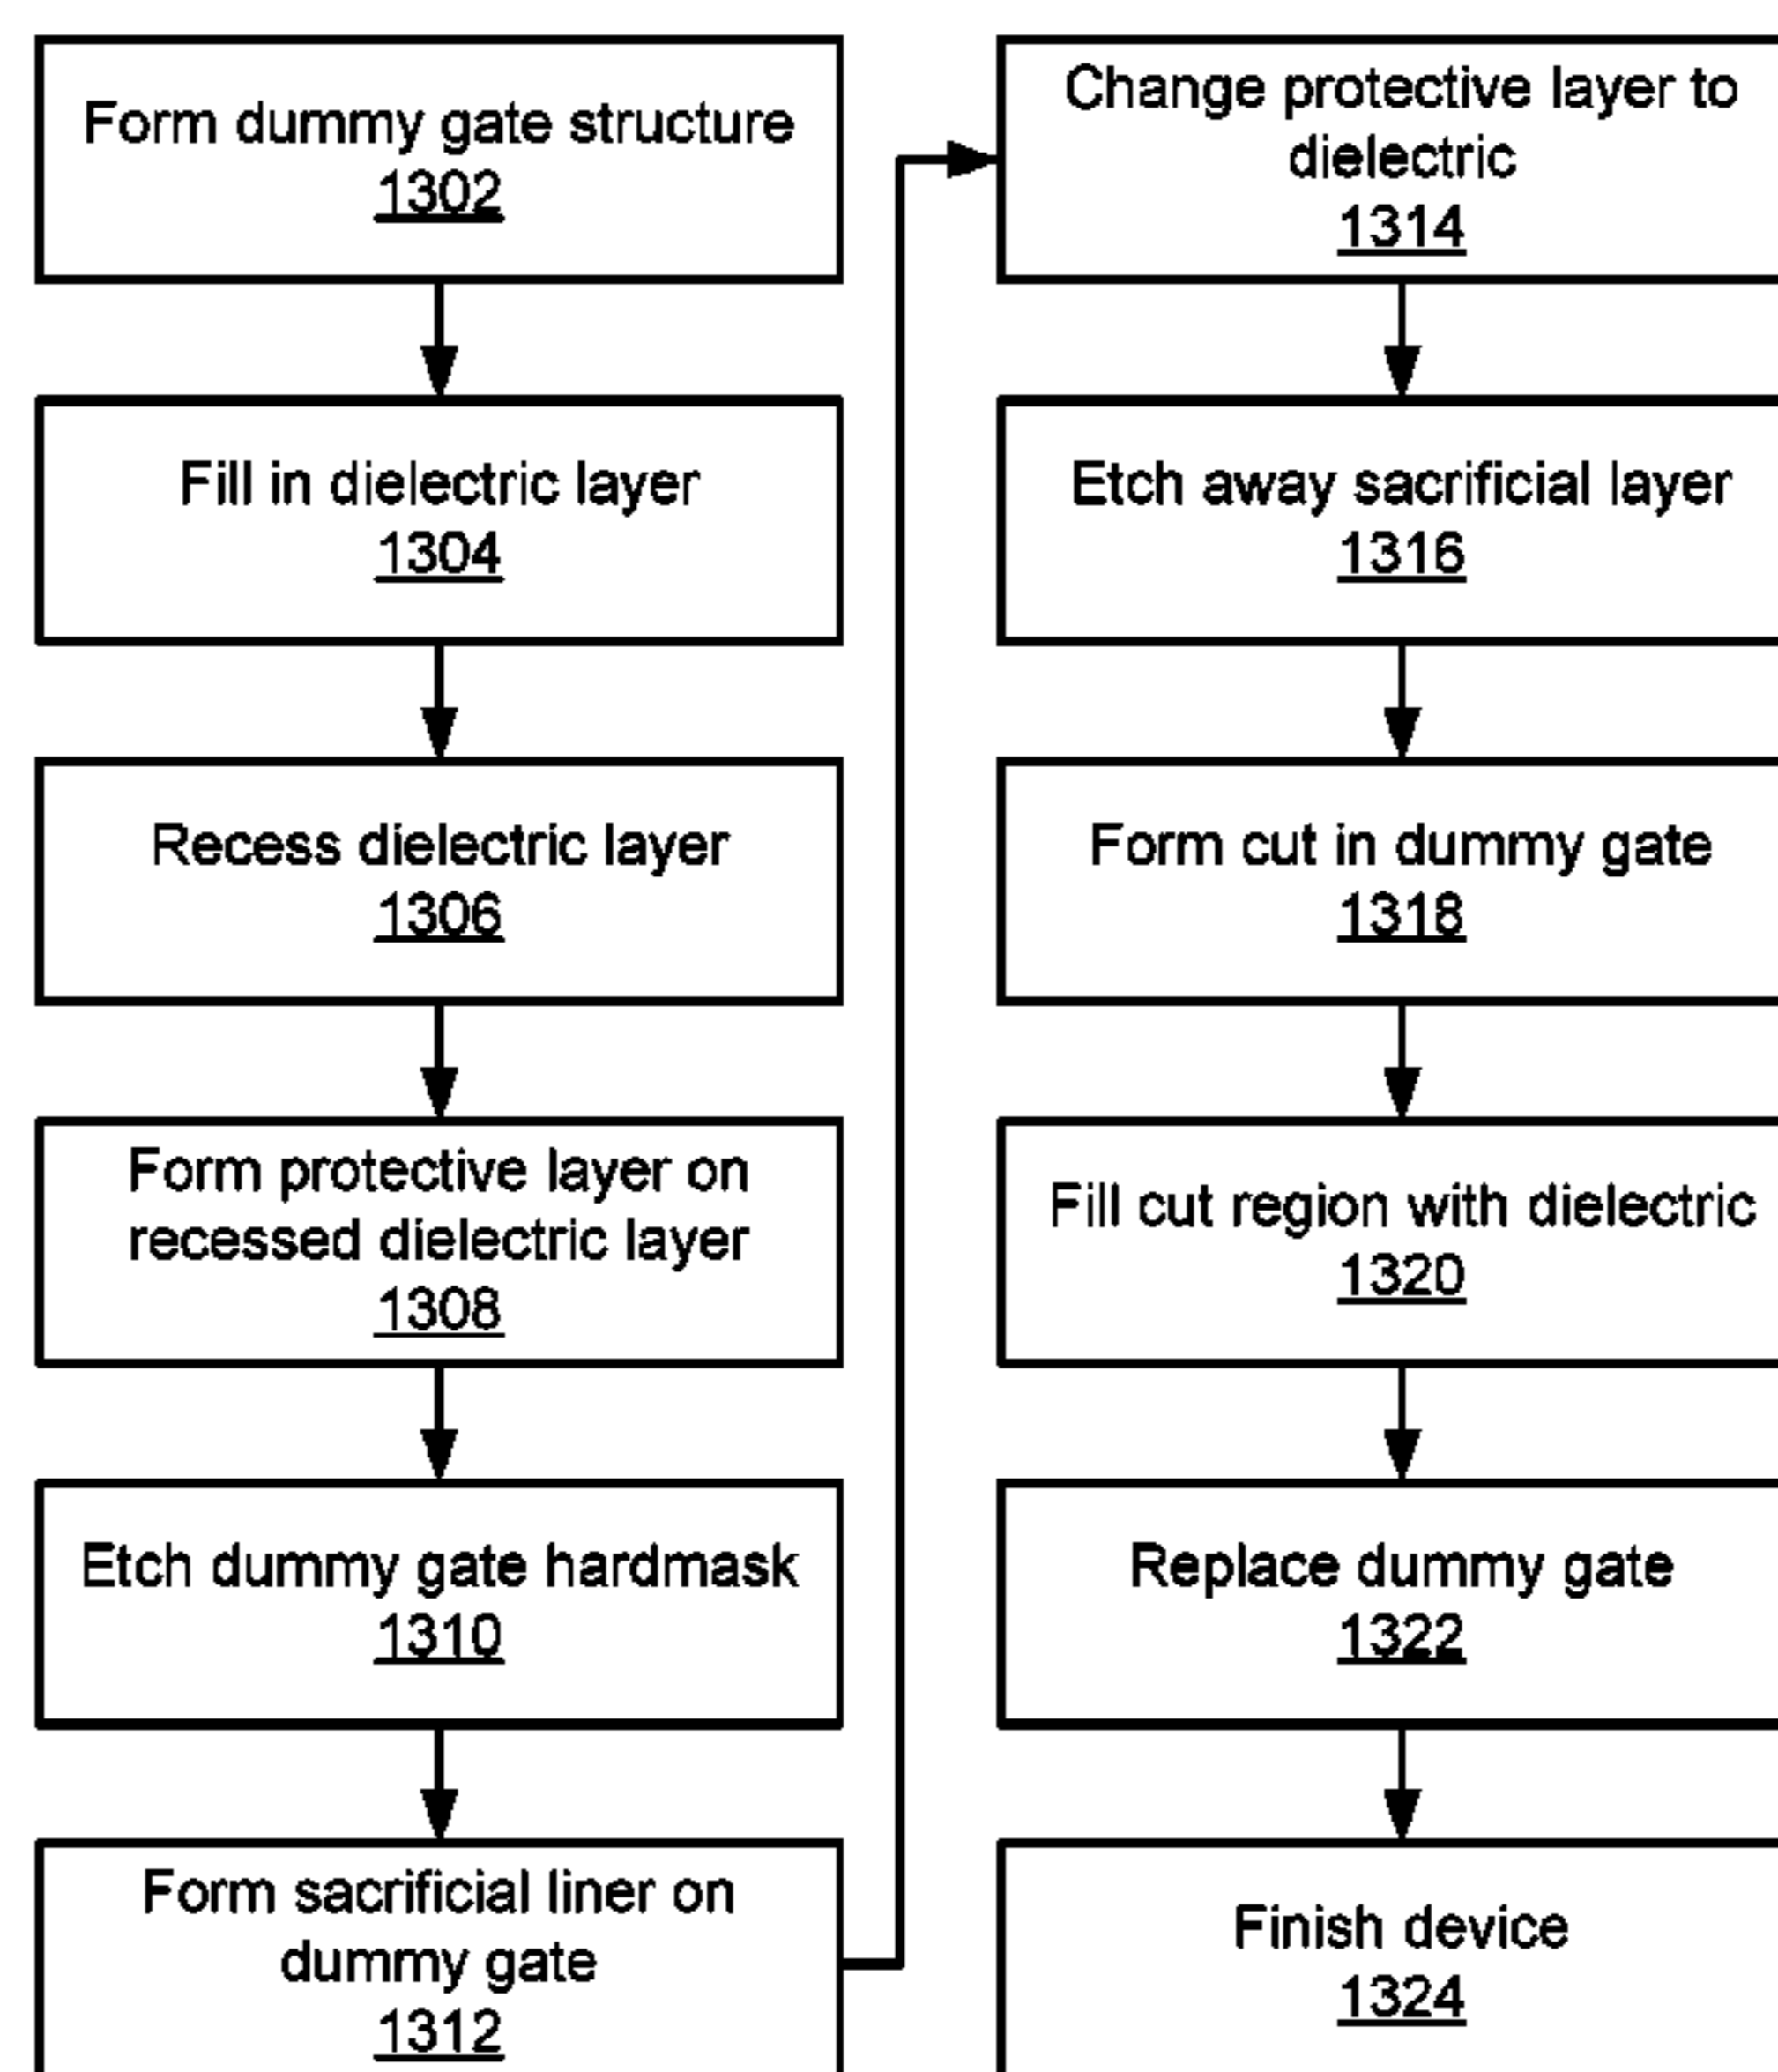 Form dummy gate structure
1302
Fill in dielectric layer
1304
Recess dielectric layer
1306
Form protective layer on
recessed dielectric layer
1308
Etch dummy gate hardmask
1310
Form sacrificial liner on
dummy gate
1312
Change protective layer to
dielectric
1314
Etch away sacrificial layer
1316
Form cut in dummy gate
1318
Fill cut region with dielectric
1320
Replace dummy gate
1322
Finish device
1324